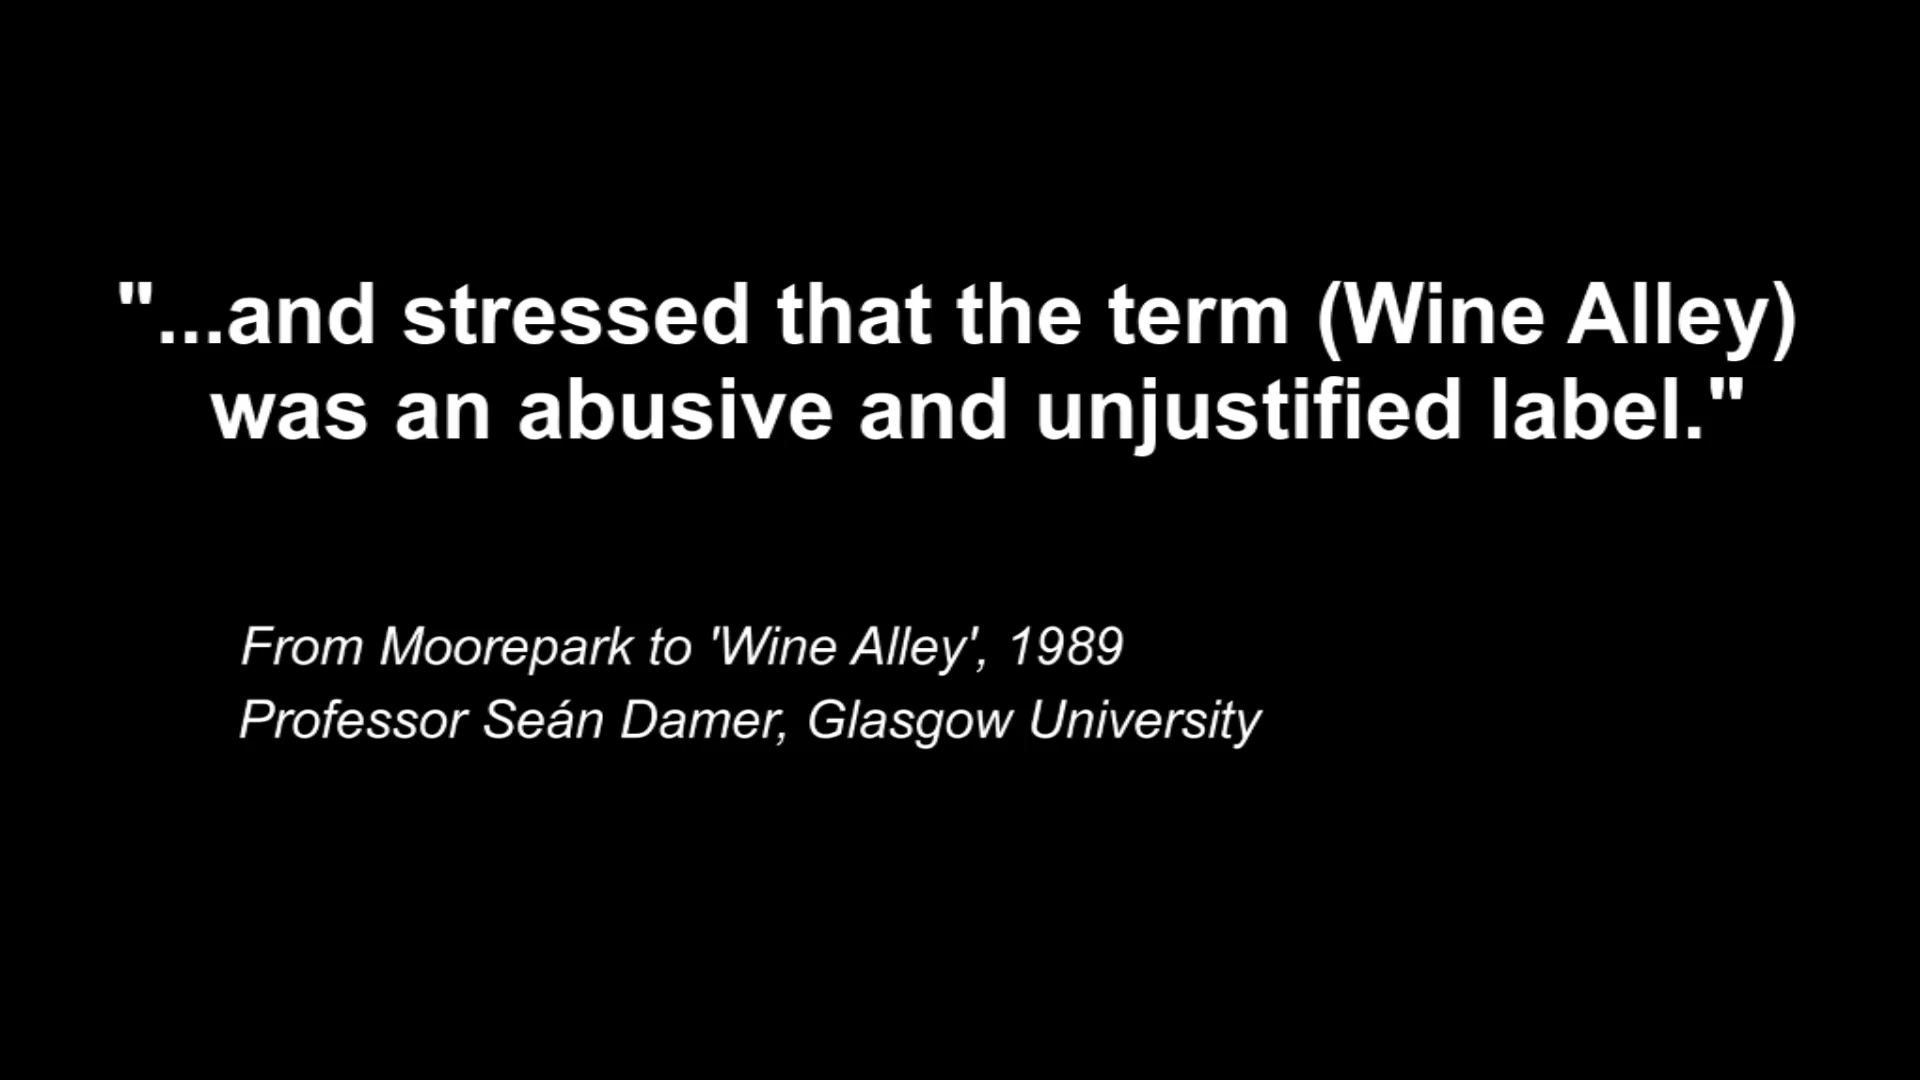 "...and stressed that the term (Wine Alley)
was an abusive and unjustified label."
From Moorepark to 'Wine Alley', 1989
Professor Seán Damer, Glasgow University